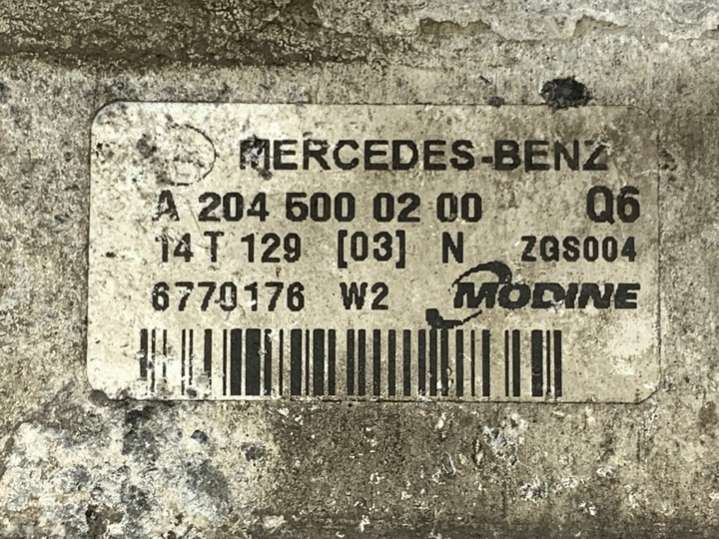 MERCEDES-BENZ
A 204 500 02 00 Q6
14 T 129 [03] N ZGS004
6770176 W2 MODINE